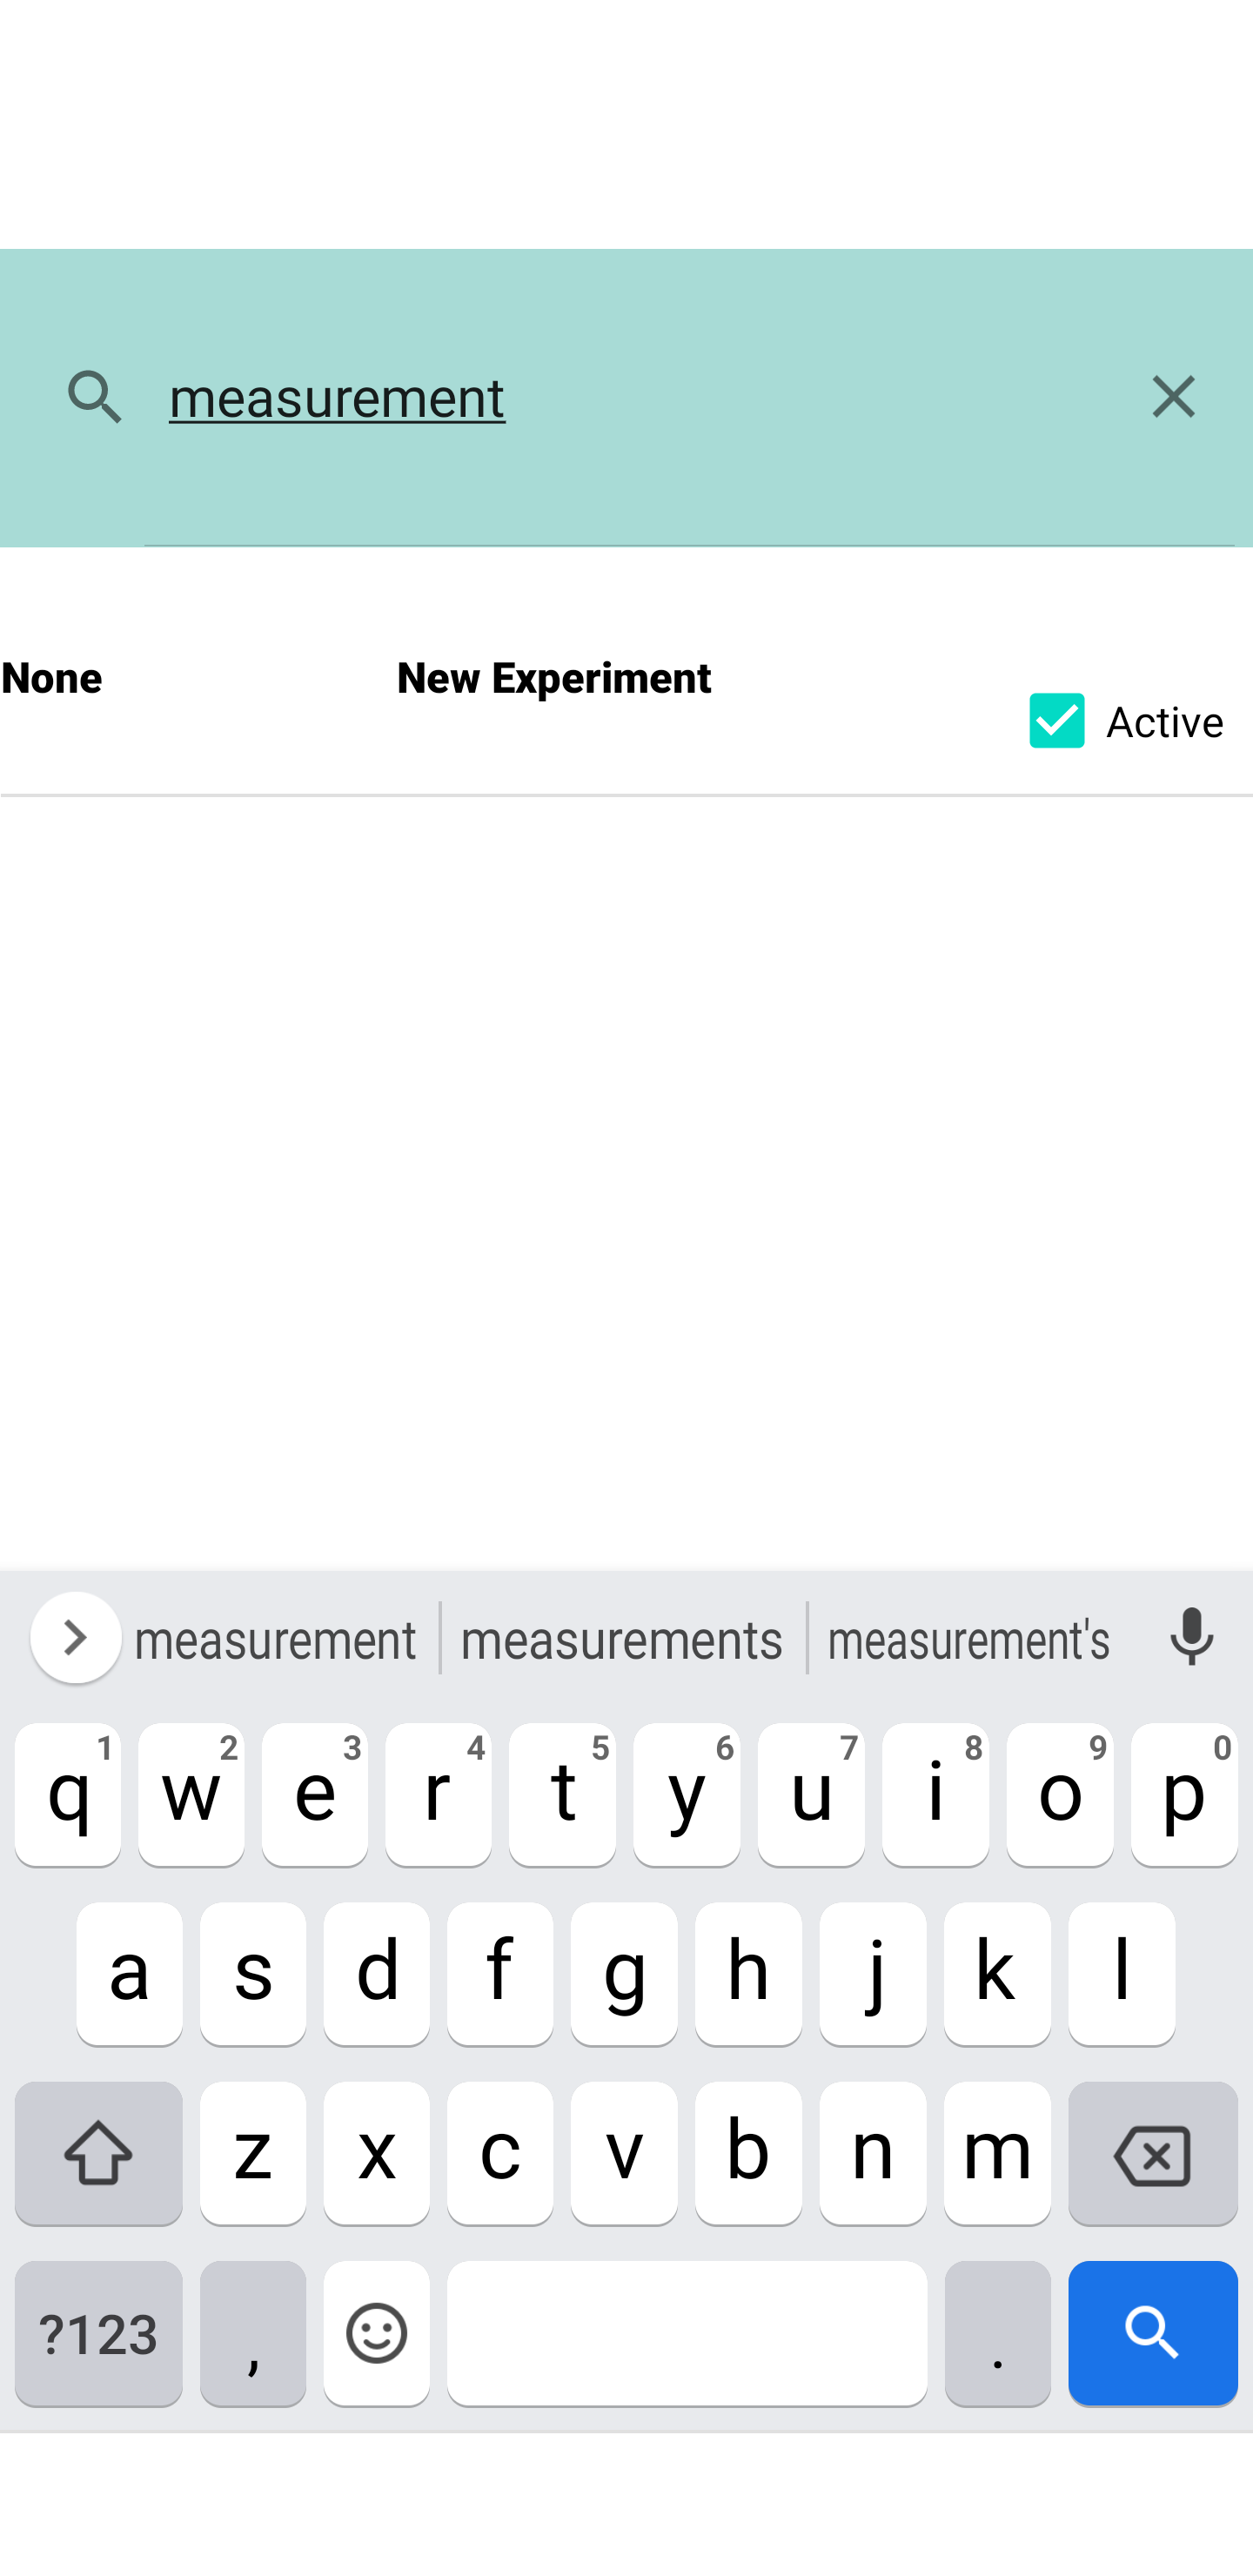 measurement
None New Experiment
Active
measurement measurements measurement's
q 1 w 2 e 3 r 4 t 5 y 6 u 7 i 8 o 9 p 0
a s d f g h j k l
z x c v b n m
?123 , .